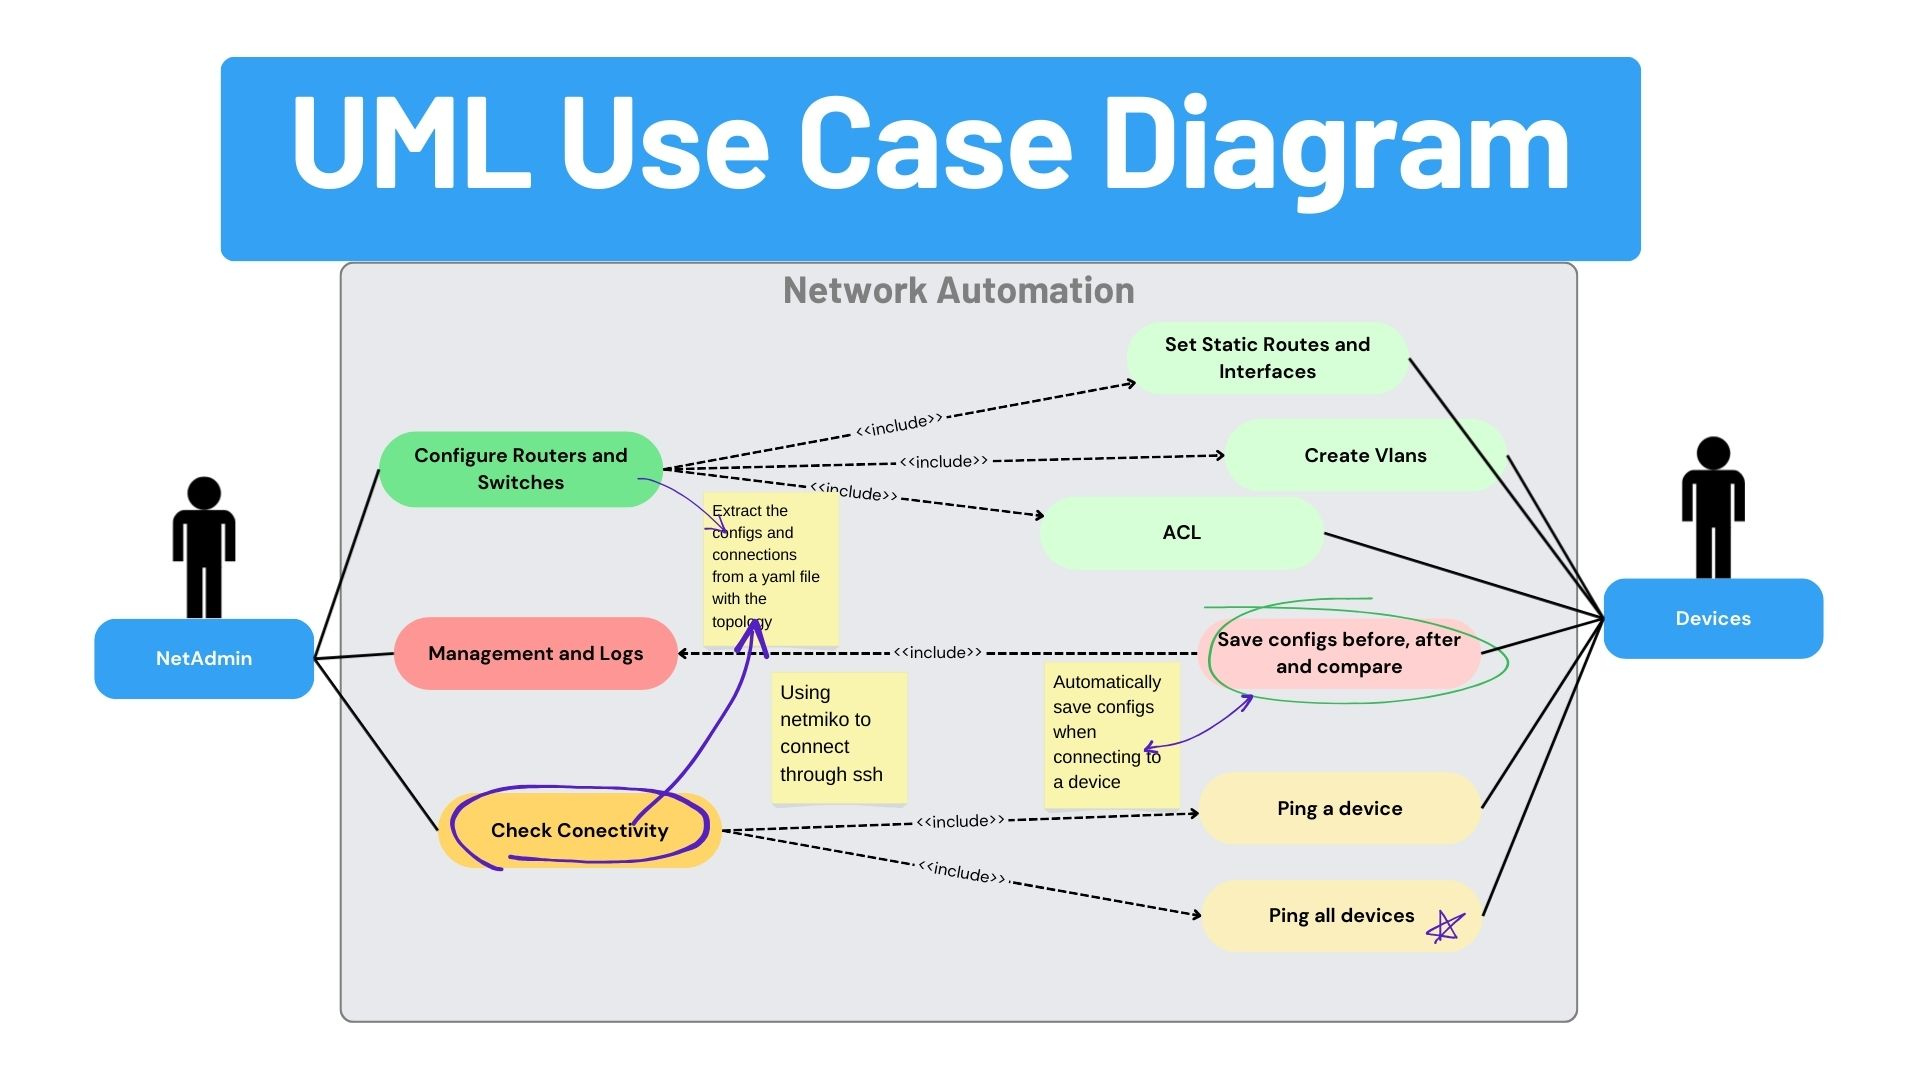 UML Use Case Diagram
Network Automation
Set Static Routes and
Interfaces
<<include>>
Configure Routers and
Switches
<<include>>
Create Vlans
<<include>>
Extract the
configs and
connections
from a yaml file
with the
topology
ACL
NetAdmin
Devices
Management and Logs
<<include>>
Save configs before, after
and compare
Using
netmiko to
connect
through ssh
Automatically
save configs
when
connecting to
a device
Check Conectivity
<<include>>
Ping a device
<<include>>
Ping all devices